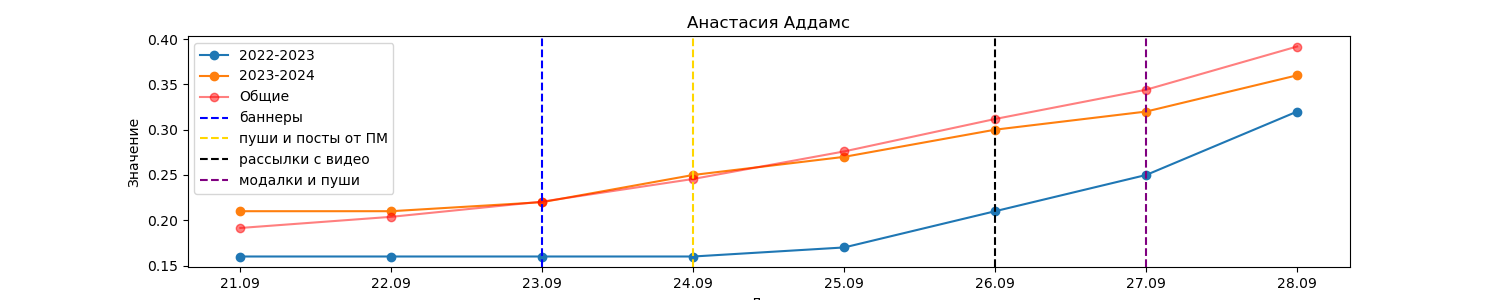 Анастасия Аддамс
0.40
0.35
0.30
0.25
0.20
0.15
Значение
2022-2023
2023-2024
Общие
баннеры
пуши и посты от ПМ
рассылки с видео
модалки и пуши
21.09 22.09 23.09 24.09 25.09 26.09 27.09 28.09